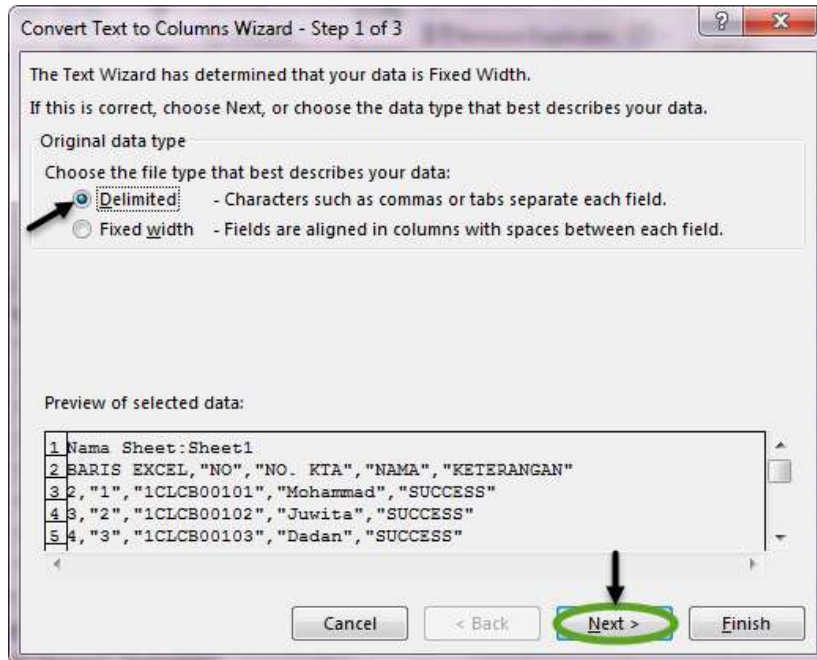 Convert Text to Columns Wizard - Step 1 of 3
The Text Wizard has determined that your data is Fixed Width.
If this is correct, choose Next, or choose the data type that best describes your data.
Original data type
Choose the file type that best describes your data:
Delimited - Characters such as commas or tabs separate each field.
Fixed width - Fields are aligned in columns with spaces between each field.
Preview of selected data:
1 Nama Sheet:Sheet1
2 BARIS EXCEL,"NO","NO. KTA","NAMA","KETERANGAN"
3 2,"1","1CLCB00101","Mohammad","SUCCESS"
4 3,"2","1CLCB00102","Juwita","SUCCESS"
5 4,"3","1CLCB00103","Dadan","SUCCESS"
Cancel < Back Next > Finish